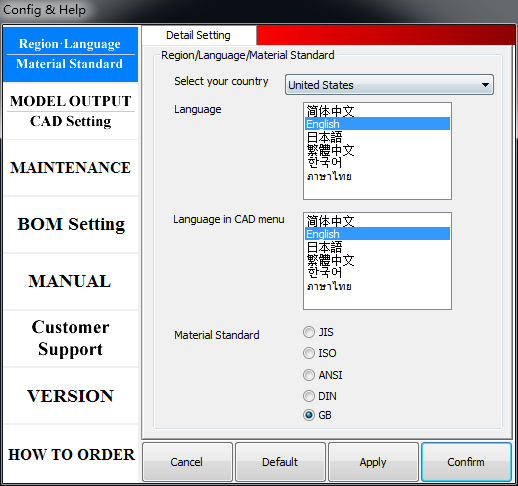 Config & Help
Region·Language
Material Standard
MODEL OUTPUT
CAD Setting
MAINTENANCE
BOM Setting
MANUAL
Customer
Support
VERSION
HOW TO ORDER
Detail Setting
Region/Language/Material Standard
Select your country
United States
Language
简体中文
English
日本語
繁體中文
한국어
ภาษาไทย
Language in CAD menu
简体中文
English
日本語
繁體中文
한국어
ภาษาไทย
Material Standard
JIS
ISO
ANSI
DIN
GB
Cancel
Default
Apply
Confirm